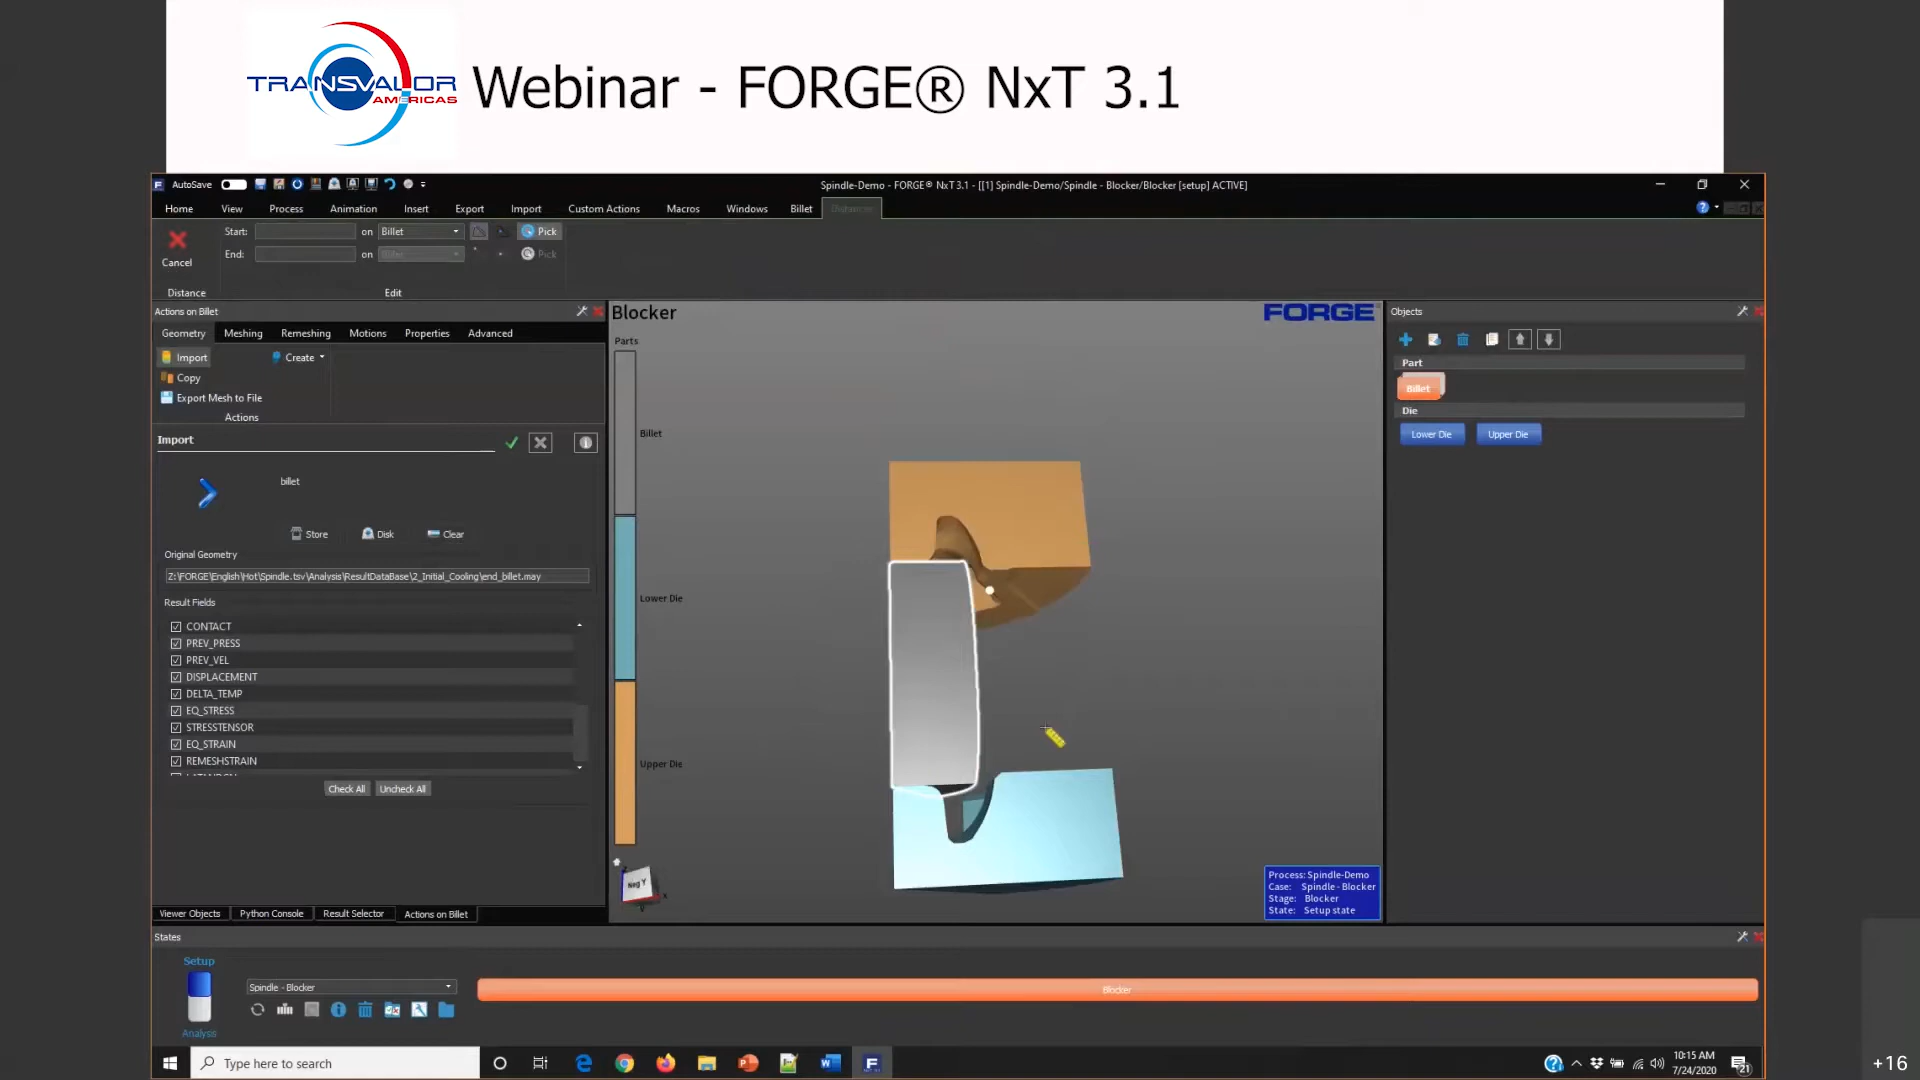 TRANSVALOR
AMERICAS
Webinar - FORGE® NxT 3.1
AutoSave
Spindle-Demo - FORGE® NxT 3.1 - [[1] Spindle-Demo/Spindle - Blocker/Blocker [setup] ACTIVE]
Home View Process Animation Insert Export Import Custom Actions Macros Windows Billet Distance
Start: on Billet Pick
End: on Billet Pick
Cancel
Distance Edit
Actions on Billet
Geometry Meshing Remeshing Motions Properties Advanced
Import Create
Copy
Export Mesh to File
Actions
Import
billet
Store Disk Clear
Original Geometry
Z:\FORGE\English\Hot\Spindle.tsv\Analysis\ResultDataBase\2_Initial_Cooling\end_billet.may
Result Fields
CONTACT
PREV_PRESS
PREV_VEL
DISPLACEMENT
DELTA_TEMP
EQ_STRESS
STRESSTENSOR
EQ_STRAIN
REMESHSTRAIN
Check All Uncheck All
Viewer Objects Python Console Result Selector Actions on Billet
Blocker
FORGE
Parts
Billet
Lower Die
Upper Die
Neg Y
x
Process: Spindle-Demo
Case: Spindle - Blocker
Stage: Blocker
State: Setup state
Objects
Part
Billet
Die
Lower Die Upper Die
States
Setup
Spindle - Blocker
Blocker
Analysis
Type here to search
10:15 AM
7/24/2020
21
+16